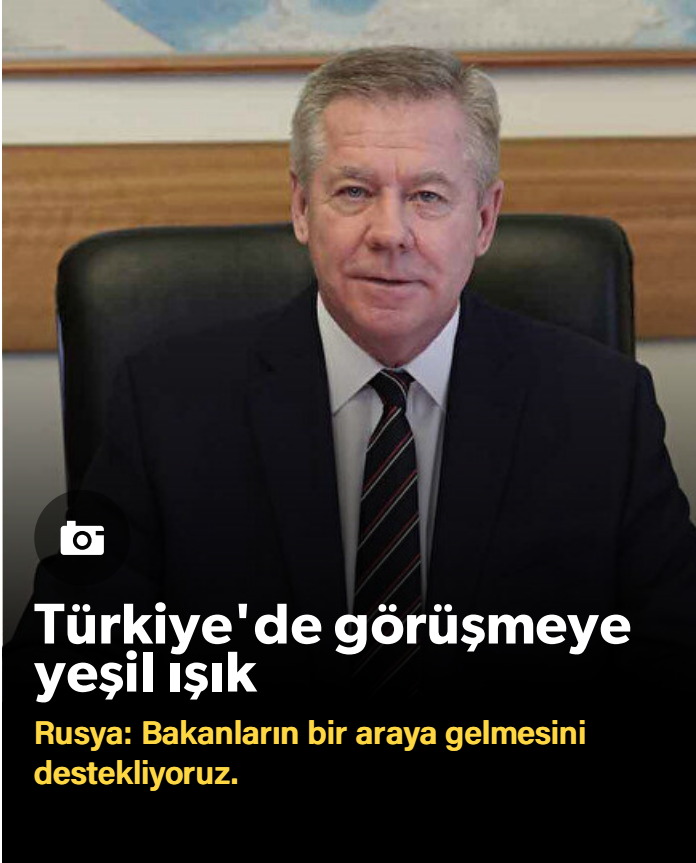 Türkiye'de görüşmeye
yeşil ışık
Rusya: Bakanların bir araya gelmesini
destekliyoruz.